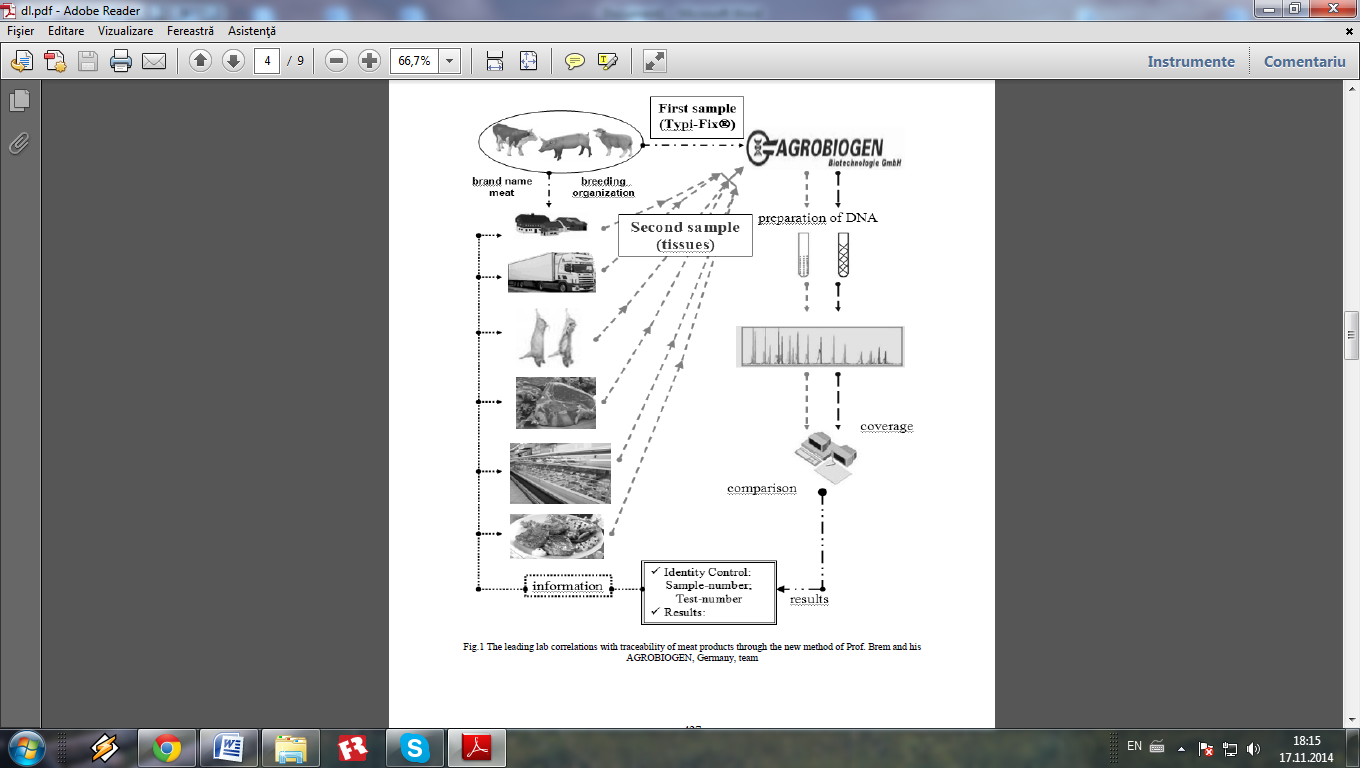 dl.pdf - Adobe Reader
Fişier Editare Vizualizare Fereastră Asistenţă
4 / 9 66,7% Instrumente Comentariu
First sample
(Typi-Fix®)
AGROBIOGEN
Biotechnologie GmbH
brand name
meat
breeding
organization
Second sample
(tissues)
preparation of DNA
coverage
comparison
✓ Identity Control:
Sample-number;
Test-number
✓ Results:
information
results
Fig.1 The leading lab correlations with traceability of meat products through the new method of Prof. Brem and his
AGROBIOGEN, Germany, team
EN
18:15
17.11.2014